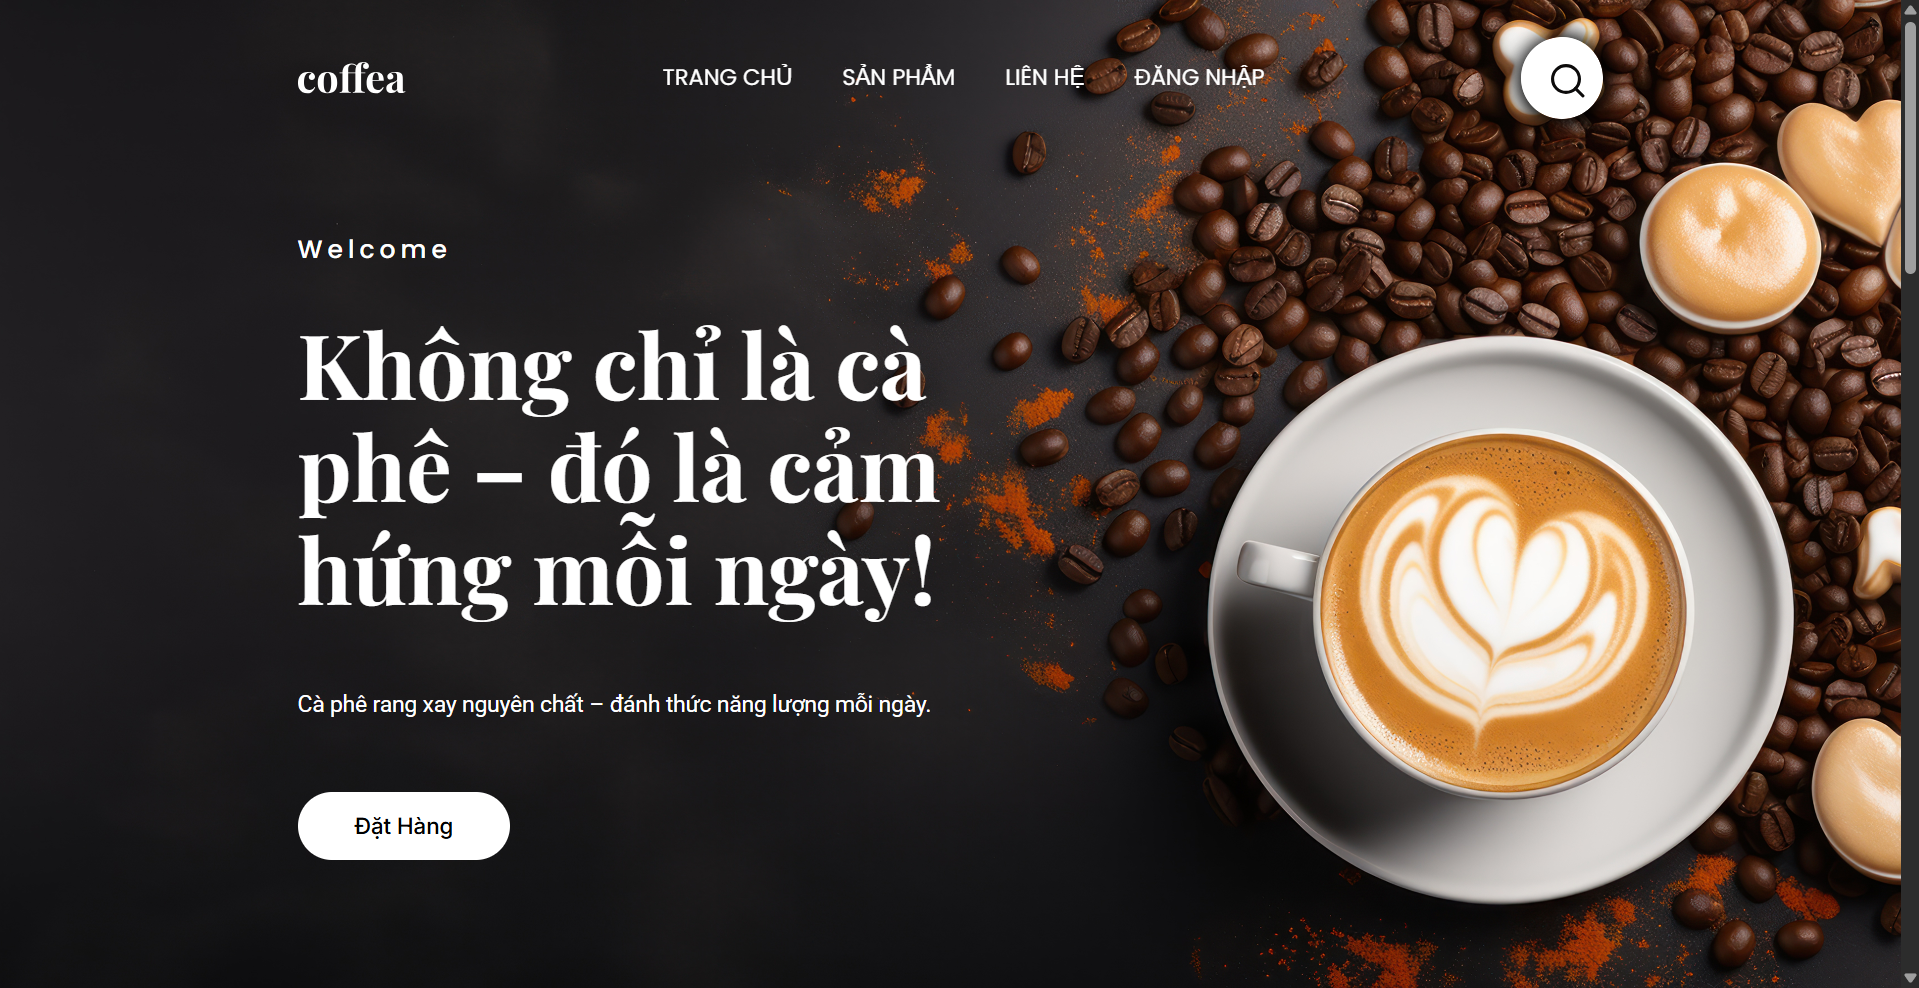 coffea
TRANG CHỦ
SẢN PHẨM
LIÊN HỆ
ĐĂNG NHẬP
Welcome
Không chỉ là cà
phê – đó là cảm
hứng mỗi ngày!
Cà phê rang xay nguyên chất – đánh thức năng lượng mỗi ngày.
Đặt Hàng